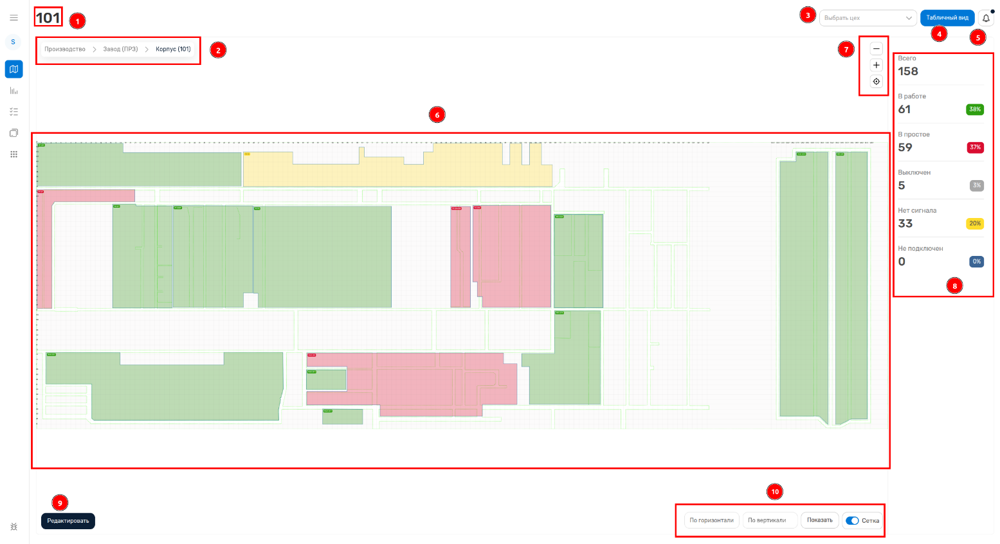 101
1
3
Выбрать цех
Табличный вид
4
5
S
Производство
Завод (ПРЗ)
Корпус (101)
2
7
Всего
158
В работе
61
38%
В простое
59
37%
Выключен
5
3%
Нет сигнала
33
20%
Не подключен
0
0%
8
6
9
Редактировать
10
По горизонтали
По вертикали
Показать
Сетка